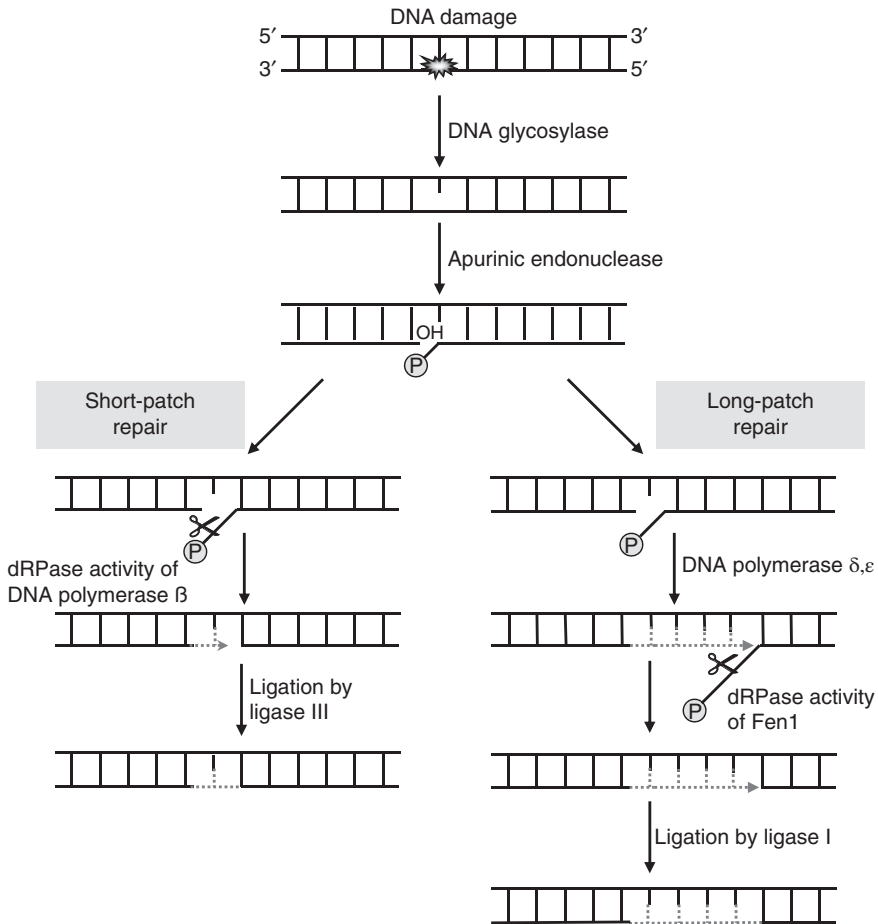 DNA damage
5′ 3′
3′ 5′
DNA glycosylase
Apurinic endonuclease
OH
P
Short-patch
repair
Long-patch
repair
P
P
dRPase activity of
DNA polymerase ß
DNA polymerase δ,ε
Ligation by
ligase III
P
dRPase activity
of Fen1
Ligation by ligase I